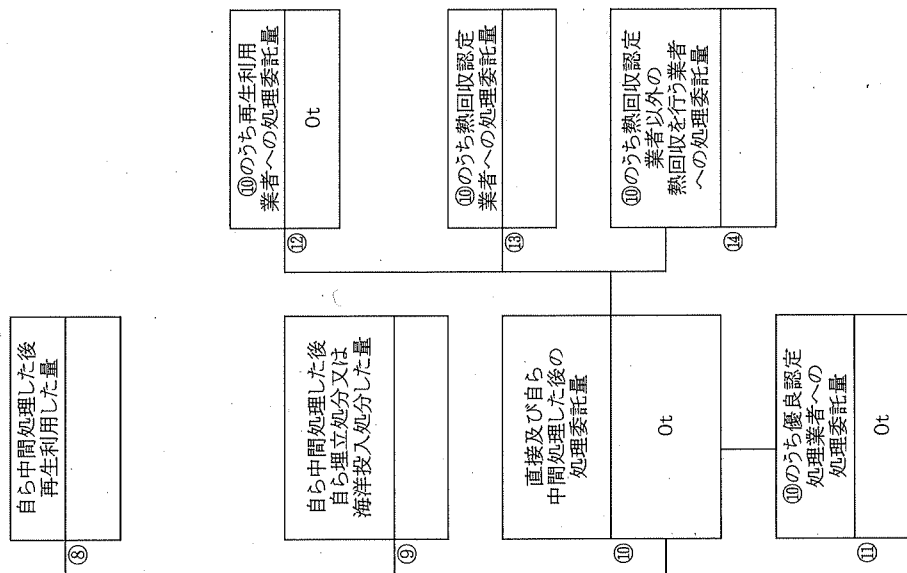 自ら中間処理した後
再生利用した量
⑧
自ら中間処理した後
自ら埋立処分又は
海洋投入処分した量
⑨
直接及び自ら
中間処理した後の
処理委託量
⑩
0t
⑩のうち優良認定
処理業者への
処理委託量
⑪
0t
⑩のうち再生利用
業者への処理委託量
⑫
0t
⑩のうち熱回収認定
業者への処理委託量
⑬
⑩のうち熱回収認定
業者以外の
熱回収を行う業者
への処理委託量
⑭